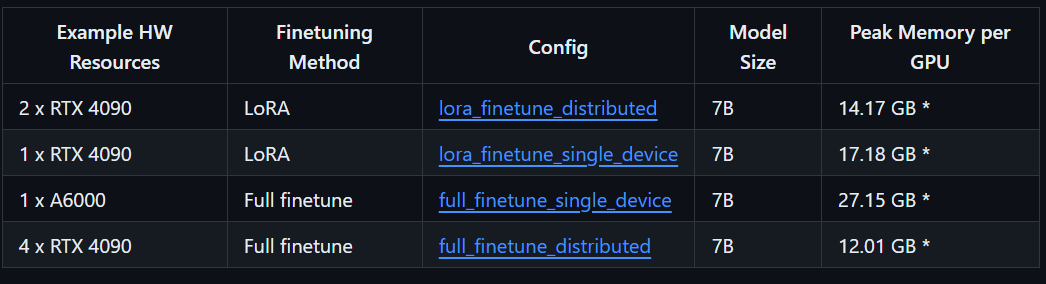 Example HW Resources Finetuning Method Config Model Size Peak Memory per GPU
2 x RTX 4090 LoRA lora_finetune_distributed 7B 14.17 GB *
1 x RTX 4090 LoRA lora_finetune_single_device 7B 17.18 GB *
1 x A6000 Full finetune full_finetune_single_device 7B 27.15 GB *
4 x RTX 4090 Full finetune full_finetune_distributed 7B 12.01 GB *